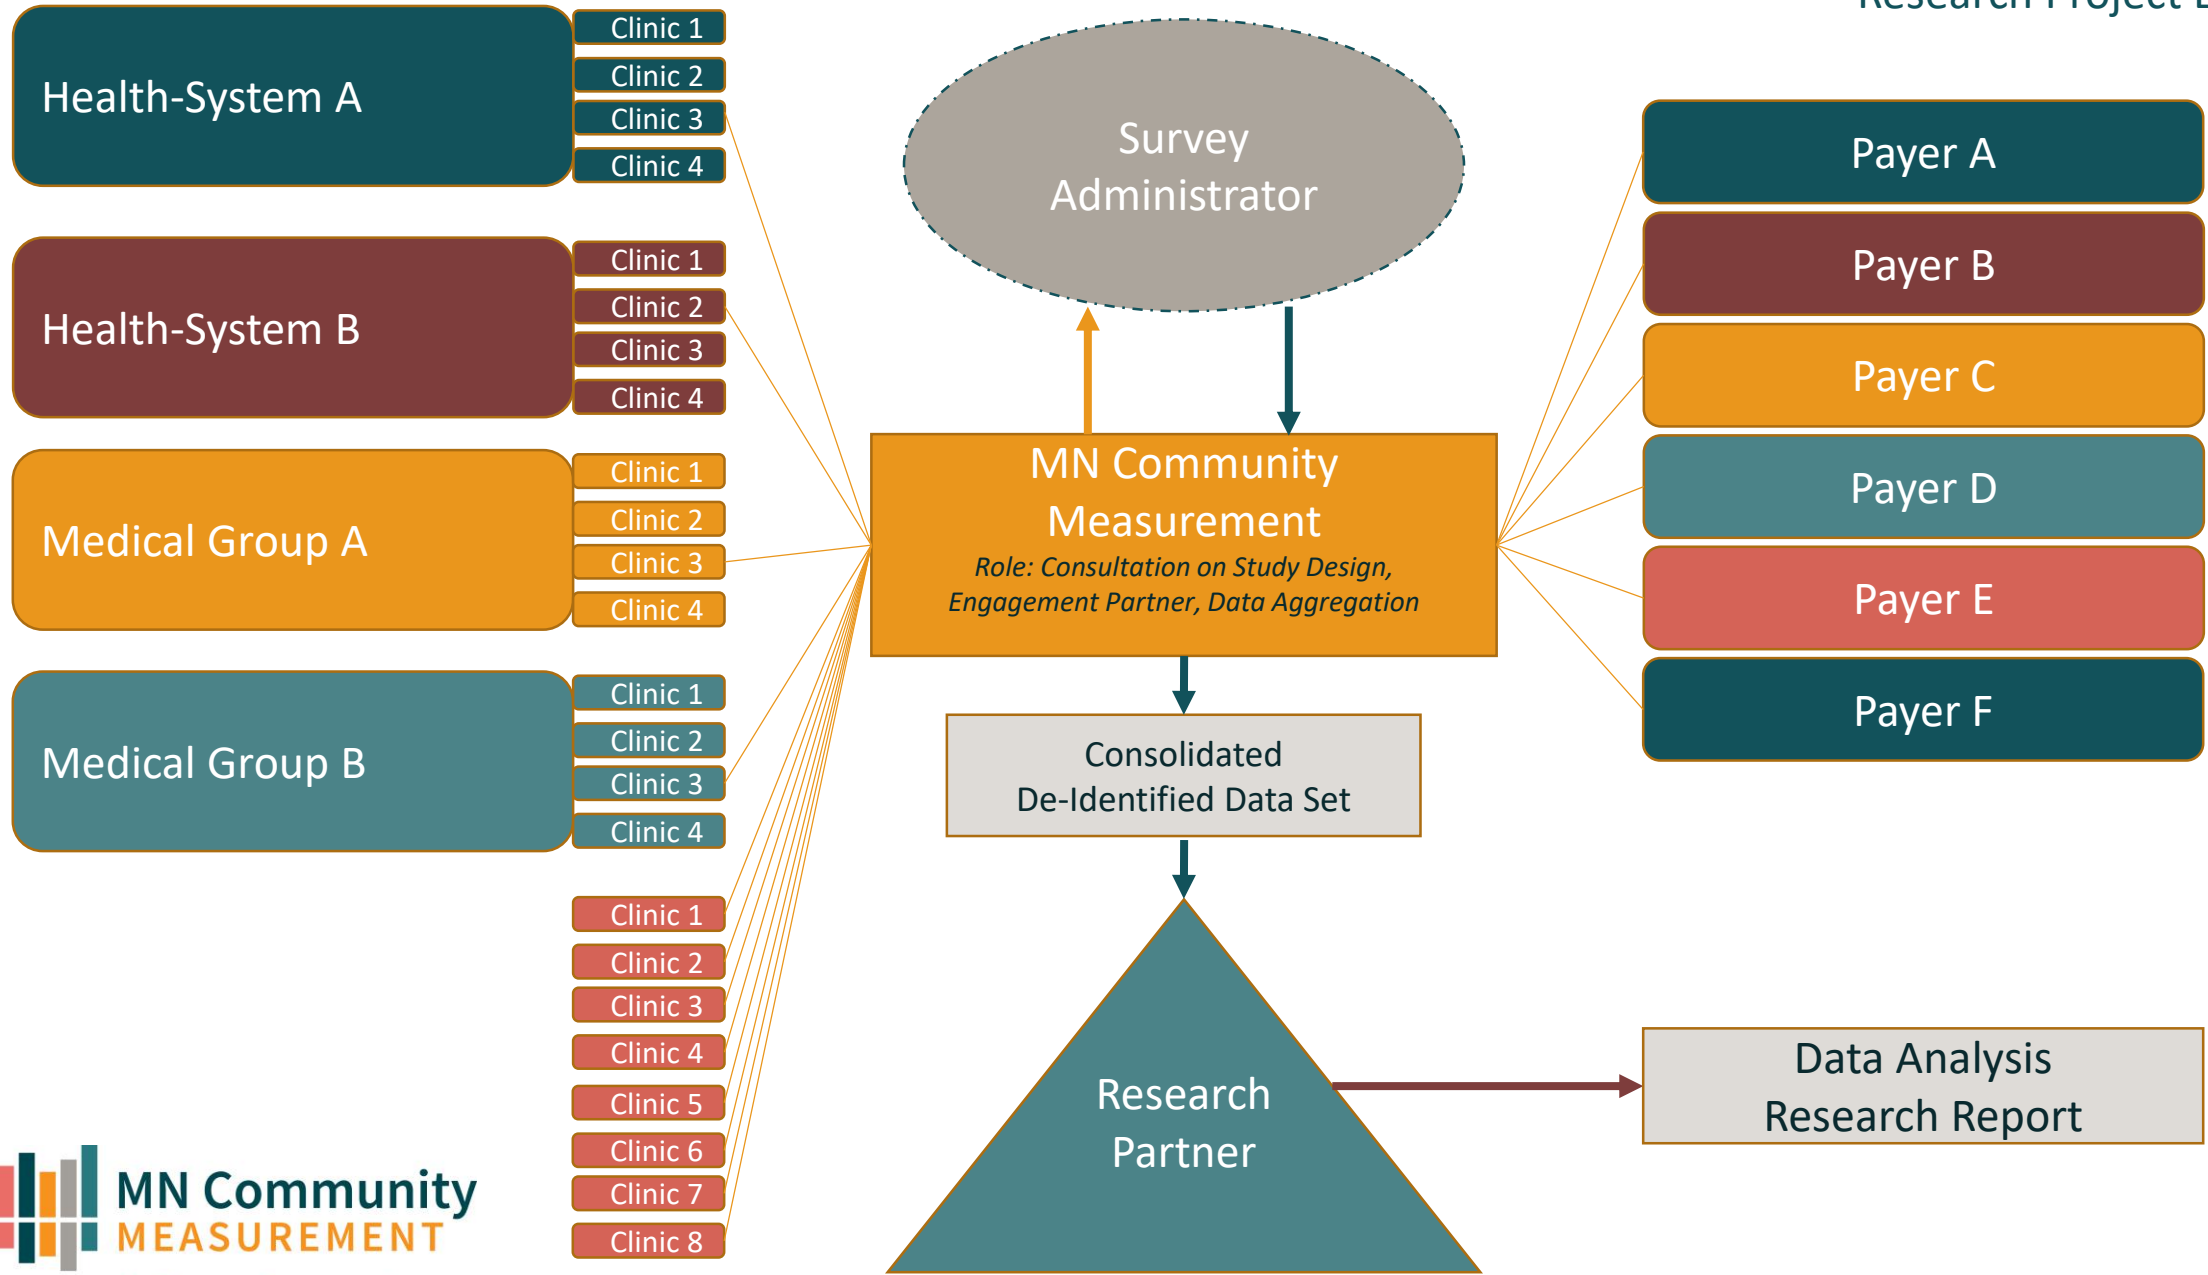 Research Project
Health-System A
Clinic 1
Clinic 2
Clinic 3
Clinic 4
Health-System B
Clinic 1
Clinic 2
Clinic 3
Clinic 4
Medical Group A
Clinic 1
Clinic 2
Clinic 3
Clinic 4
Medical Group B
Clinic 1
Clinic 2
Clinic 3
Clinic 4
Clinic 1
Clinic 2
Clinic 3
Clinic 4
Clinic 5
Clinic 6
Clinic 7
Clinic 8
Survey
Administrator
MN Community
Measurement
Role: Consultation on Study Design,
Engagement Partner, Data Aggregation
Consolidated
De-Identified Data Set
Research
Partner
Payer A
Payer B
Payer C
Payer D
Payer E
Payer F
Data Analysis
Research Report
MN Community
MEASUREMENT